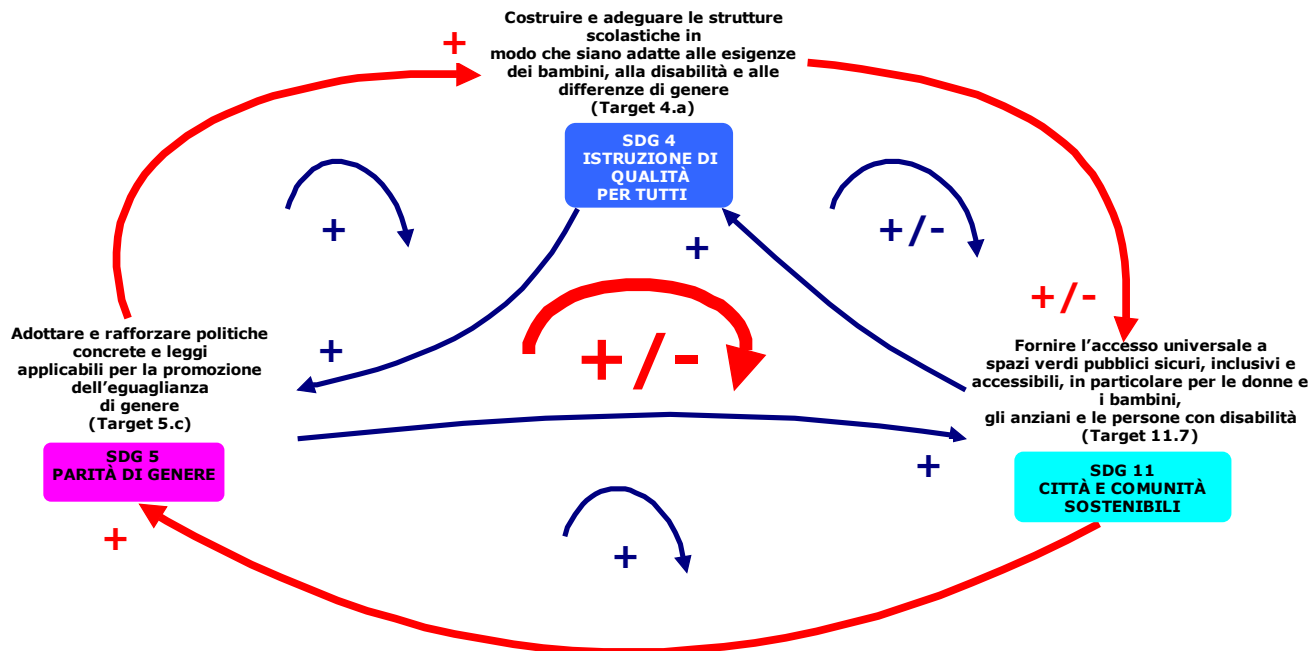 Costruire e adeguare le strutture
scolastiche in
modo che siano adatte alle esigenze
dei bambini, alla disabilità e alle
differenze di genere
(Target 4.a)
+
SDG 4
ISTRUZIONE DI
QUALITÀ
PER TUTTI
+
+/-
+
+/-
+
+/-
Adottare e rafforzare politiche
concrete e leggi
applicabili per la promozione
dell'eguaglianza
di genere
(Target 5.c)
SDG 5
PARITÀ DI GENERE
Fornire l'accesso universale a
spazi verdi pubblici sicuri, inclusivi e
accessibili, in particolare per le donne e
i bambini,
gli anziani e le persone con disabilità
(Target 11.7)
SDG 11
CITTÀ E COMUNITÀ
SOSTENIBILI
+
+
+